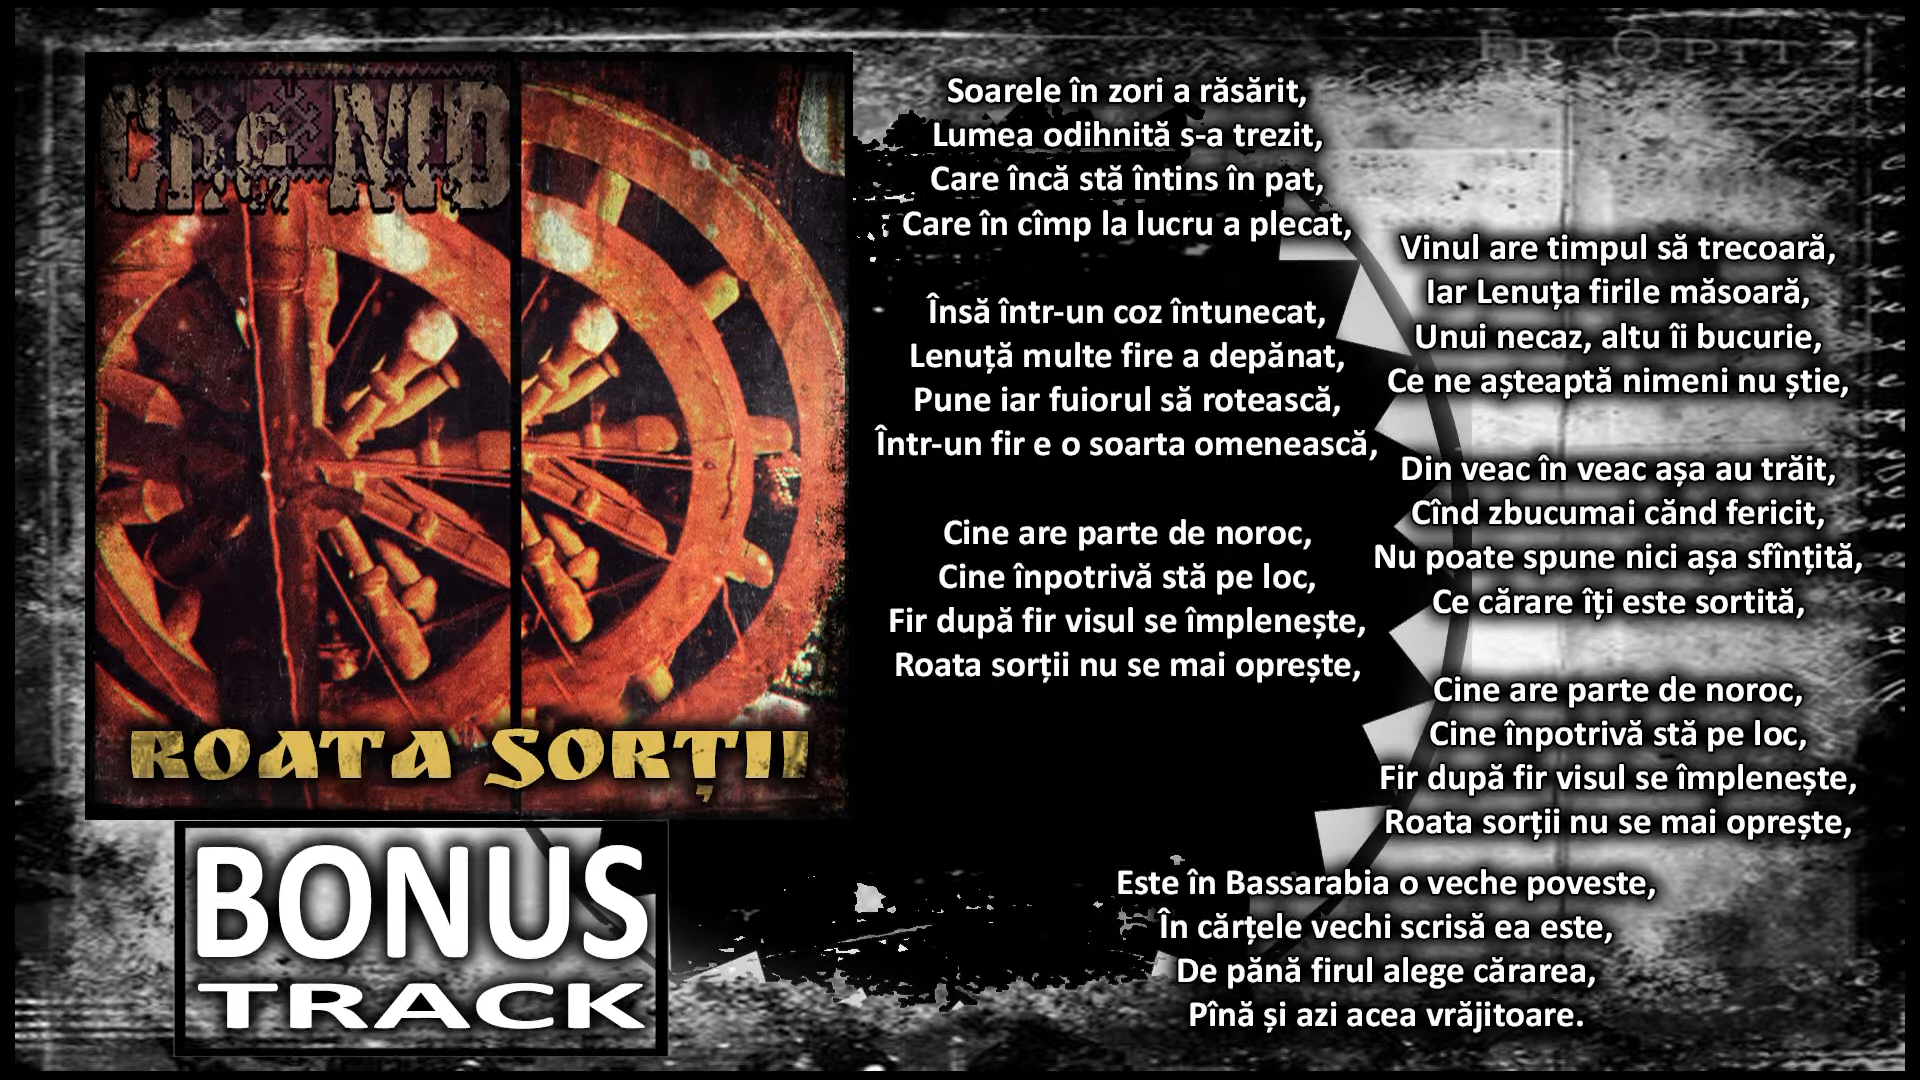 Soarele în zori a răsărit,
Lumea odihnită s-a trezit,
Care încă stă întins în pat,
Care în cîmp la lucru a plecat,
Însă într-un coz întunecat,
Lenuță multe fire a depănat,
Pune iar fuiorul să rotească,
Într-un fir e o soarta omenească,
Cine are parte de noroc,
Cine înpotrivă stă pe loc,
Fir după fir visul se împlenește,
Roata sorții nu se mai oprește,
Vinul are timpul să trecoară,
Iar Lenuța firile măsoară,
Unui necaz, altu îi bucurie,
Ce ne așteaptă nimeni nu știe,
Din veac în veac așa au trăit,
Cînd zbucumai cănd fericit,
Nu poate spune nici așa sfînțită,
Ce cărare îți este sortită,
Cine are parte de noroc,
Cine înpotrivă stă pe loc,
Fir după fir visul se împlenește,
Roata sorții nu se mai oprește,
Este în Bassarabia o veche poveste,
În cărțele vechi scrisă ea este,
De pănă firul alege cărarea,
Pînă și azi acea vrăjitoare.
ROATA SORȚII
BONUS
TRACK